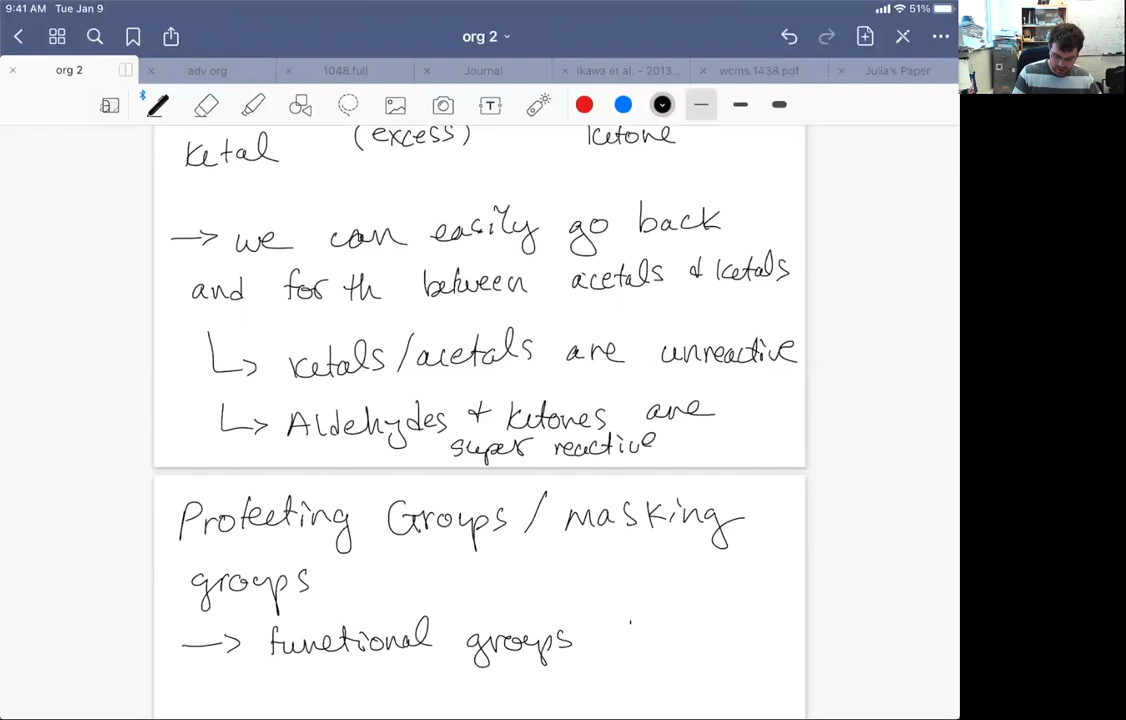 9:41 AM Tue Jan 9
51%
org 2
org 2
adv org
1048.full
Journal
Ikawa et al. - 2013...
wcms.1438.pdf
Julia's Paper
Ketal (excess) ketone
→ we can easily go back
and for th between acetals & ketals
↳ ketals/acetals are unreactive
↳ Aldehydes + ketones are
super reactive
Protecting Groups / masking
groups
→ functional groups